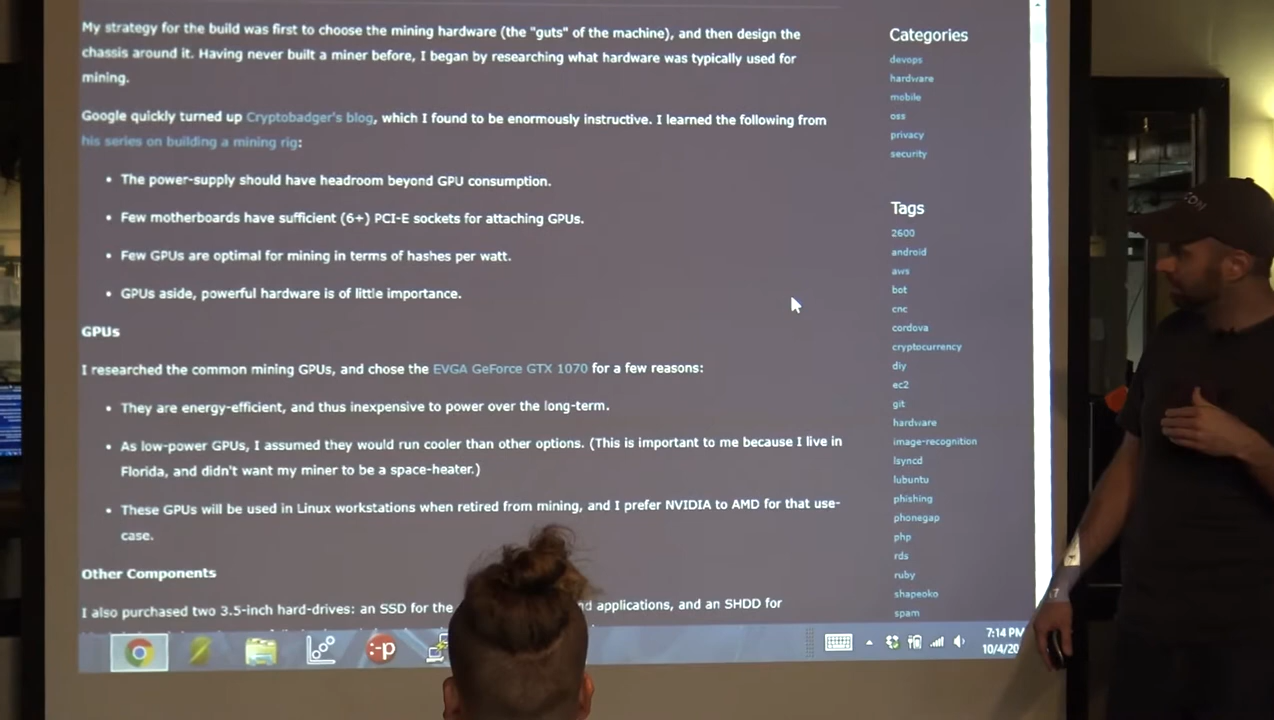 My strategy for the build was first to choose the mining hardware (the "guts" of the machine), and then design the
chassis around it. Having never built a miner before, I began by researching what hardware was typically used for
mining.
Google quickly turned up Cryptobadger's blog, which I found to be enormously instructive. I learned the following from
his series on building a mining rig:
• The power-supply should have headroom beyond GPU consumption.
• Few motherboards have sufficient (6+) PCI-E sockets for attaching GPUs.
• Few GPUs are optimal for mining in terms of hashes per watt.
• GPUs aside, powerful hardware is of little importance.
GPUs
I researched the common mining GPUs, and chose the EVGA GeForce GTX 1070 for a few reasons:
• They are energy-efficient, and thus inexpensive to power over the long-term.
• As low-power GPUs, I assumed they would run cooler than other options. (This is important to me because I live in
Florida, and didn't want my miner to be a space-heater.)
• These GPUs will be used in Linux workstations when retired from mining, and I prefer NVIDIA to AMD for that use-
case.
Other Components
I also purchased two 3.5-inch hard-drives: an SSD for the nd applications, and an SHDD for
Categories
devops
hardware
mobile
oss
privacy
security
Tags
2600
android
aws
bot
cnc
cordova
cryptocurrency
diy
ec2
git
hardware
image-recognition
lsyncd
lubuntu
phishing
phonegap
php
rds
ruby
shapeoko
spam
:-p
7:14 PM
10/4/20
.COM